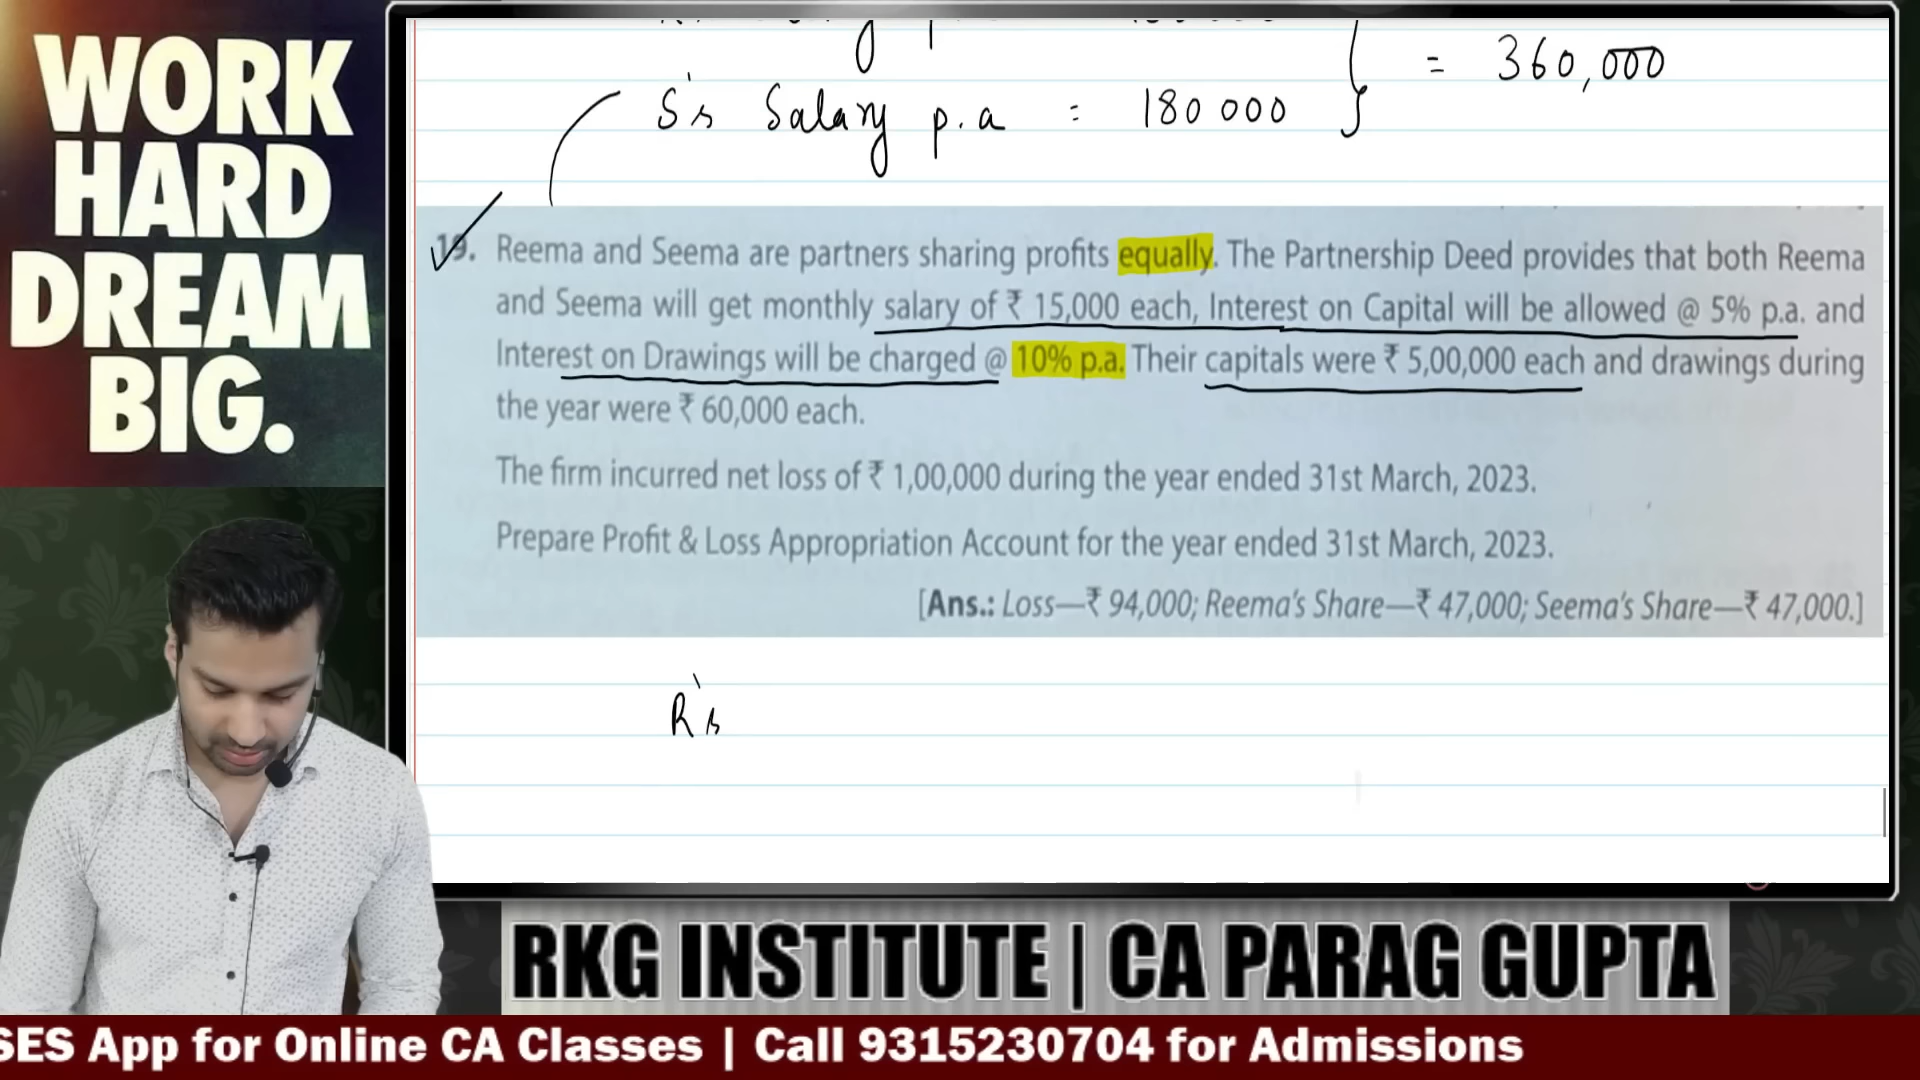 WORK
HARD
DREAM
BIG.
= 360,000
S's Salary p.a = 180 000
19. Reema and Seema are partners sharing profits equally. The Partnership Deed provides that both Reema
and Seema will get monthly salary of ₹ 15,000 each, Interest on Capital will be allowed @ 5% p.a. and
Interest on Drawings will be charged @ 10% p.a. Their capitals were ₹ 5,00,000 each and drawings during
the year were ₹ 60,000 each.
The firm incurred net loss of ₹ 1,00,000 during the year ended 31st March, 2023.
Prepare Profit & Loss Appropriation Account for the year ended 31st March, 2023.
[Ans.: Loss—₹ 94,000; Reema's Share—₹ 47,000; Seema's Share—₹ 47,000.]
R's
RKG INSTITUTE | CA PARAG GUPTA
SES App for Online CA Classes | Call 9315230704 for Admissions